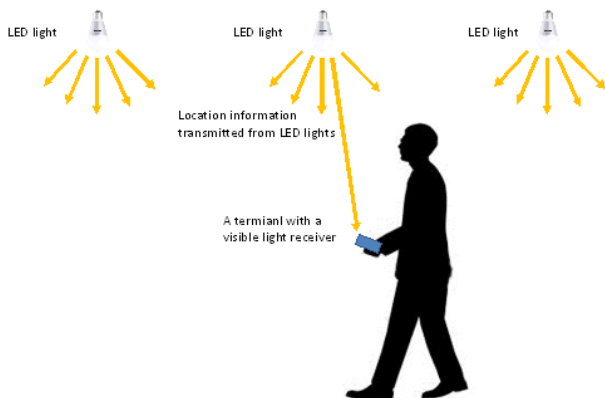 LED light
LED light
LED light
Location information
transmitted from LED lights
A termianl with a
visible light receiver